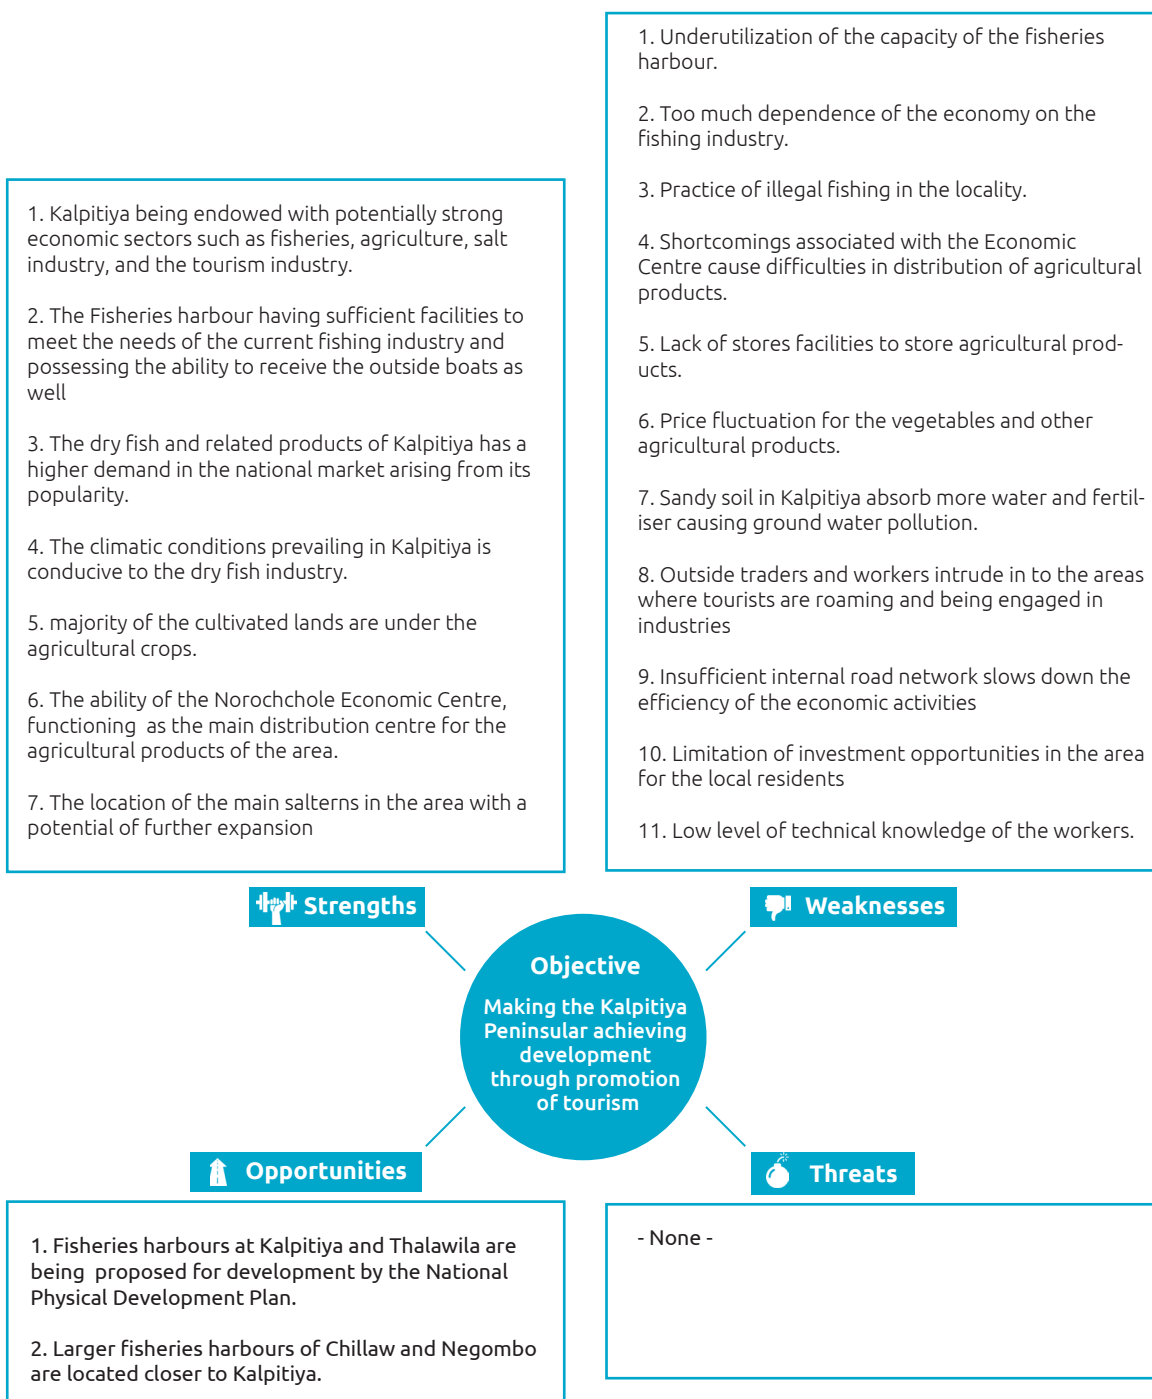 1. Kalpitiya being endowed with potentially strong
economic sectors such as fisheries, agriculture, salt
industry, and the tourism industry.
2. The Fisheries harbour having sufficient facilities to
meet the needs of the current fishing industry and
possessing the ability to receive the outside boats as
well
3. The dry fish and related products of Kalpitiya has a
higher demand in the national market arising from its
popularity.
4. The climatic conditions prevailing in Kalpitiya is
conducive to the dry fish industry.
5. majority of the cultivated lands are under the
agricultural crops.
6. The ability of the Norochchole Economic Centre,
functioning as the main distribution centre for the
agricultural products of the area.
7. The location of the main salterns in the area with a
potential of further expansion
Strengths
1. Underutilization of the capacity of the fisheries
harbour.
2. Too much dependence of the economy on the
fishing industry.
3. Practice of illegal fishing in the locality.
4. Shortcomings associated with the Economic
Centre cause difficulties in distribution of agricultural
products.
5. Lack of stores facilities to store agricultural prod-
ucts.
6. Price fluctuation for the vegetables and other
agricultural products.
7. Sandy soil in Kalpitiya absorb more water and fertil-
iser causing ground water pollution.
8. Outside traders and workers intrude in to the areas
where tourists are roaming and being engaged in
industries
9. Insufficient internal road network slows down the
efficiency of the economic activities
10. Limitation of investment opportunities in the area
for the local residents
11. Low level of technical knowledge of the workers.
Weaknesses
Objective
Making the Kalpitiya
Peninsular achieving
development
through promotion
of tourism
Opportunities
1. Fisheries harbours at Kalpitiya and Thalawila are
being proposed for development by the National
Physical Development Plan.
2. Larger fisheries harbours of Chillaw and Negombo
are located closer to Kalpitiya.
Threats
- None -